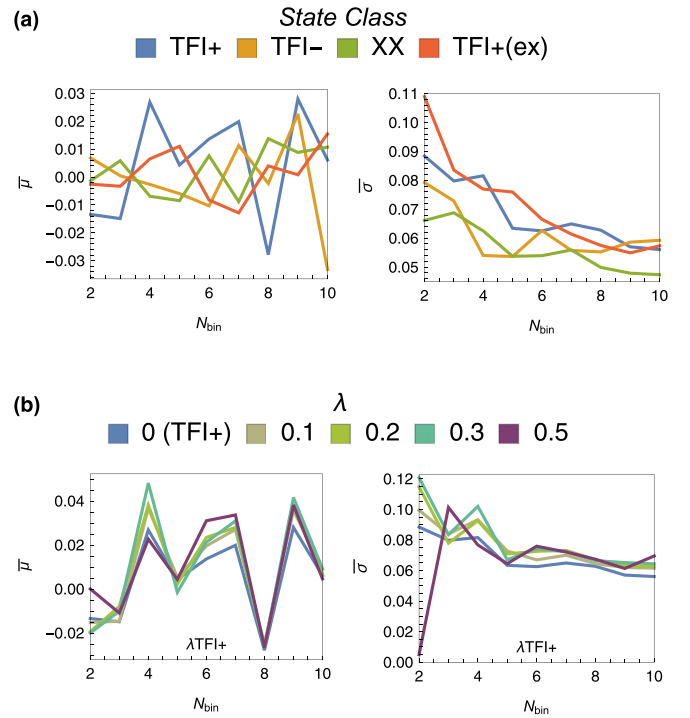 (a)
State Class
TFI+ TFI− XX TFI+(ex)
0.03
0.02
0.01
0.00
−0.01
−0.02
−0.03
μ̅
2 4 6 8 10
N_bin
0.11
0.10
0.09
0.08
0.07
0.06
0.05
σ̅
2 4 6 8 10
N_bin
(b)
λ
0 (TFI+) 0.1 0.2 0.3 0.5
0.04
0.02
0.00
−0.02
μ̅
λTFI+
2 4 6 8 10
N_bin
0.12
0.10
0.08
0.06
0.04
0.02
0.00
σ̅
λTFI+
2 4 6 8 10
N_bin